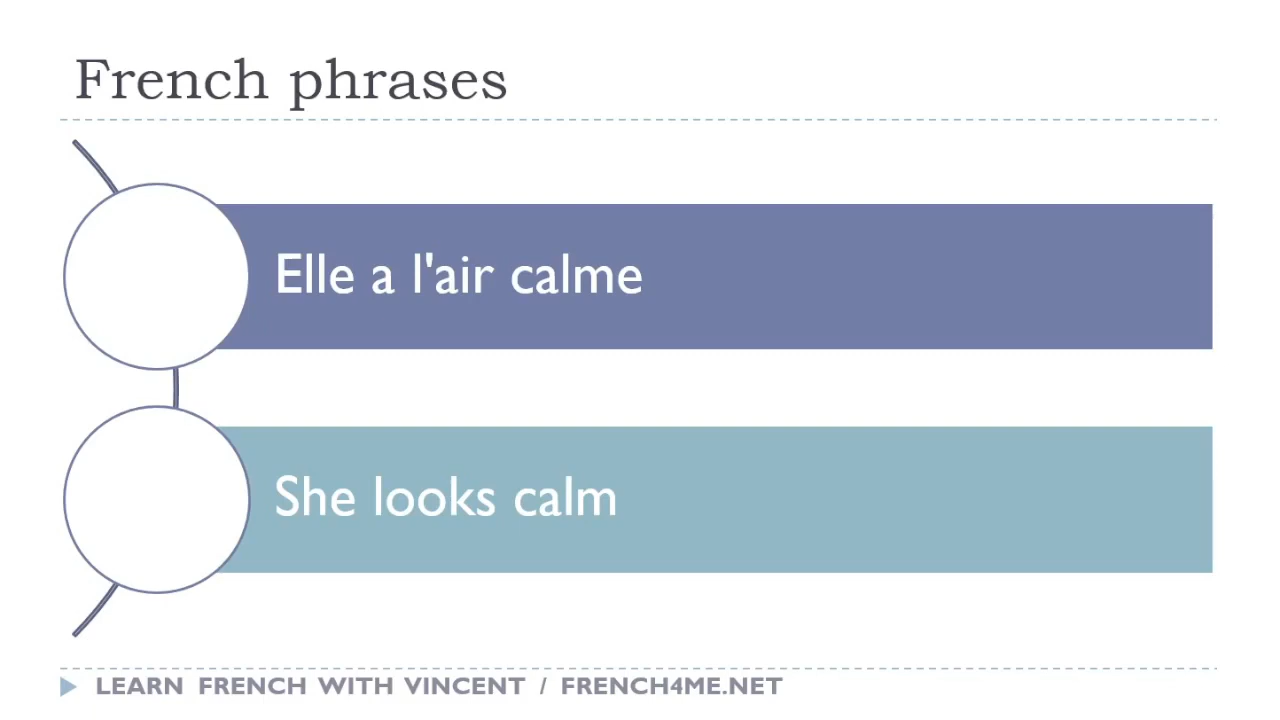 French phrases
Elle a l'air calme
She looks calm
LEARN FRENCH WITH VINCENT / FRENCH4ME.NET